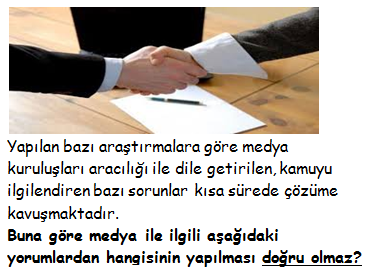 Yapılan bazı araştırmalara göre medya
kuruluşları aracılığı ile dile getirilen, kamuyu
ilgilendiren bazı sorunlar kısa sürede çözüme
kavuşmaktadır.
Buna göre medya ile ilgili aşağıdaki
yorumlardan hangisinin yapılması doğru olmaz?